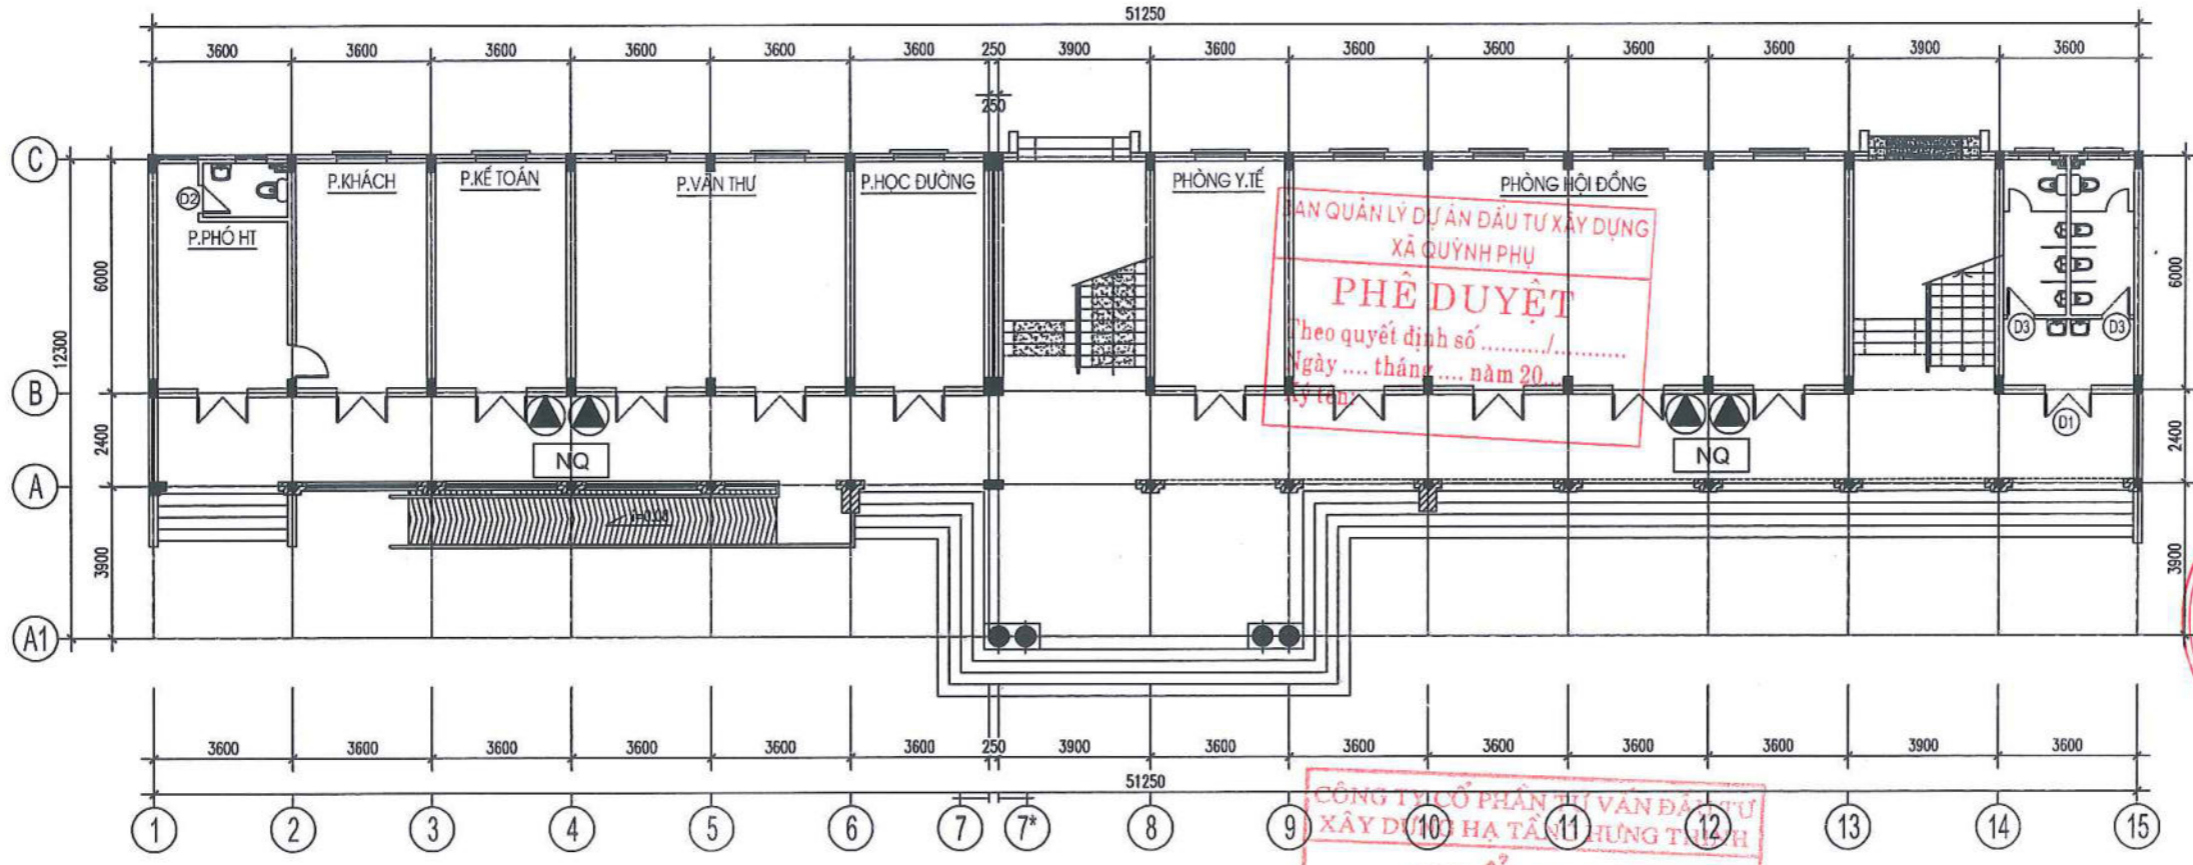 51250
3600 3600 3600 3600 3600 3600 250 3900 3600 3600 3600 3600 3600 3900 3600
250
C
P.KHÁCH P.KẾ TOÁN P.VĂN THƯ P.HỌC ĐƯỜNG PHÒNG Y.TẾ PHÒNG HỘI ĐỒNG
D2
P.PHÓ HT
BAN QUẢN LÝ DỰ ÁN ĐẦU TƯ XÂY DỰNG
XÃ QUỲNH PHỤ
PHÊ DUYỆT
Theo quyết định số ........../............
Ngày .... tháng .... năm 20...
Ký tên:
6000 6000
D3 D3
12300
B
2400 2400
D1
NQ NQ
A
i=0.08
3900 3900
A1
3600 3600 3600 3600 3600 3600 250 3900 3600 3600 3600 3600 3600 3900 3600
51250
CÔNG TY CỔ PHẦN TƯ VẤN ĐẦU TƯ
XÂY DỰNG HẠ TẦNG HƯNG THỊNH
1 2 3 4 5 6 7 7* 8 9 10 11 12 13 14 15